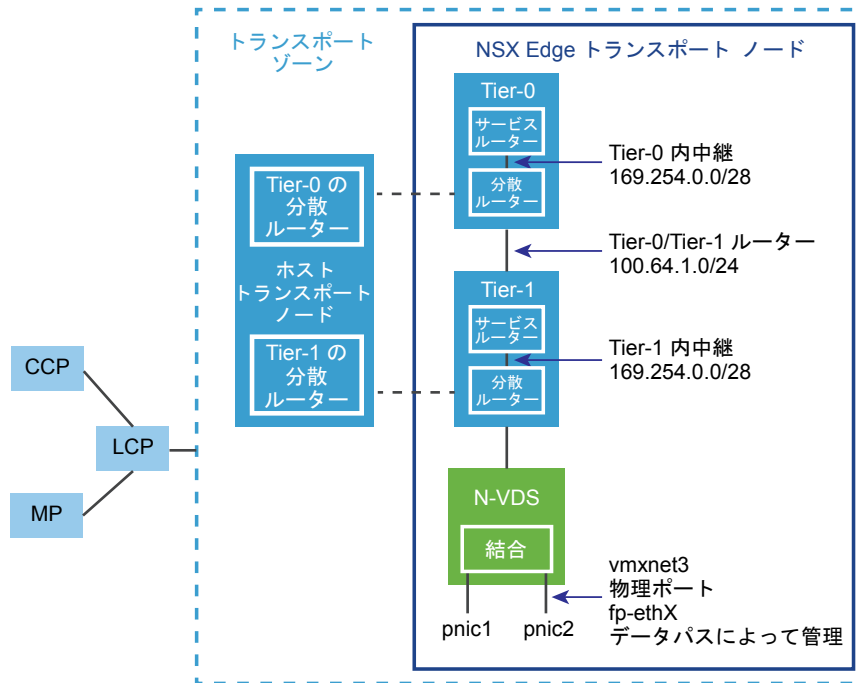 トランスポート
ゾーン
NSX Edge トランスポート ノード
Tier-0
サービス
ルーター
分散
ルーター
Tier-0 内中継
169.254.0.0/28
Tier-0 の
分散
ルーター
ホスト
トランスポート
ノード
Tier-1 の
分散
ルーター
Tier-0/Tier-1 ルーター
100.64.1.0/24
Tier-1
サービス
ルーター
分散
ルーター
Tier-1 内中継
169.254.0.0/28
CCP
LCP
MP
N-VDS
結合
pnic1
pnic2
vmxnet3
物理ポート
fp-ethX
データパスによって管理